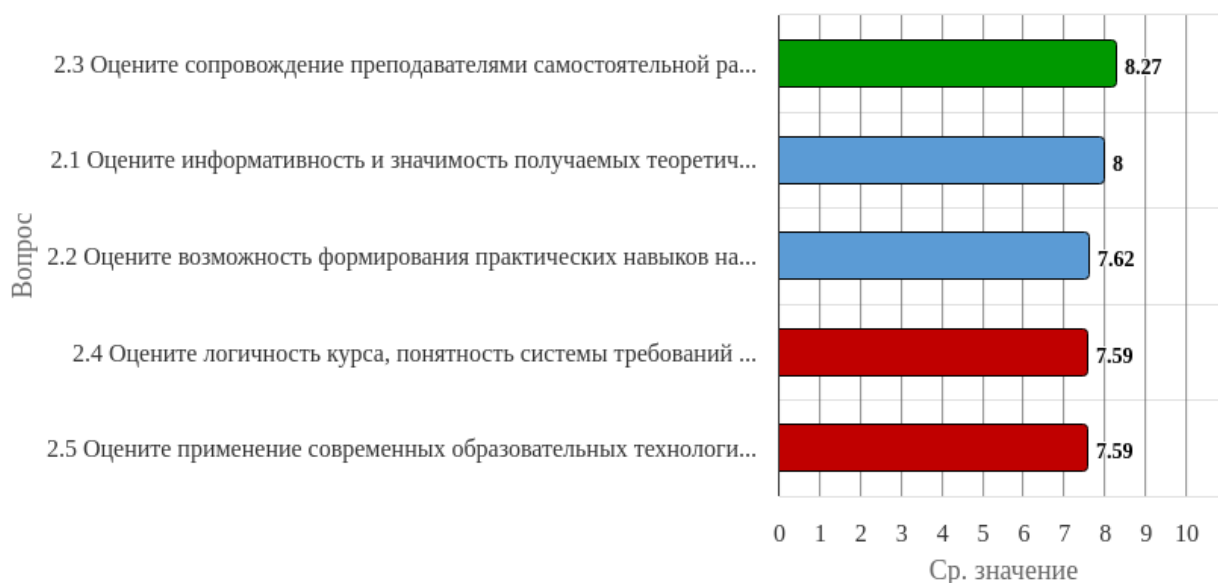 2.3 Оцените сопровождение преподавателями самостоятельной ра...
8.27
2.1 Оцените информативность и значимость получаемых теоретич...
8
2.2 Оцените возможность формирования практических навыков на...
7.62
2.4 Оцените логичность курса, понятность системы требований ...
7.59
2.5 Оцените применение современных образовательных технологи...
7.59
Вопрос
0 1 2 3 4 5 6 7 8 9 10
Ср. значение